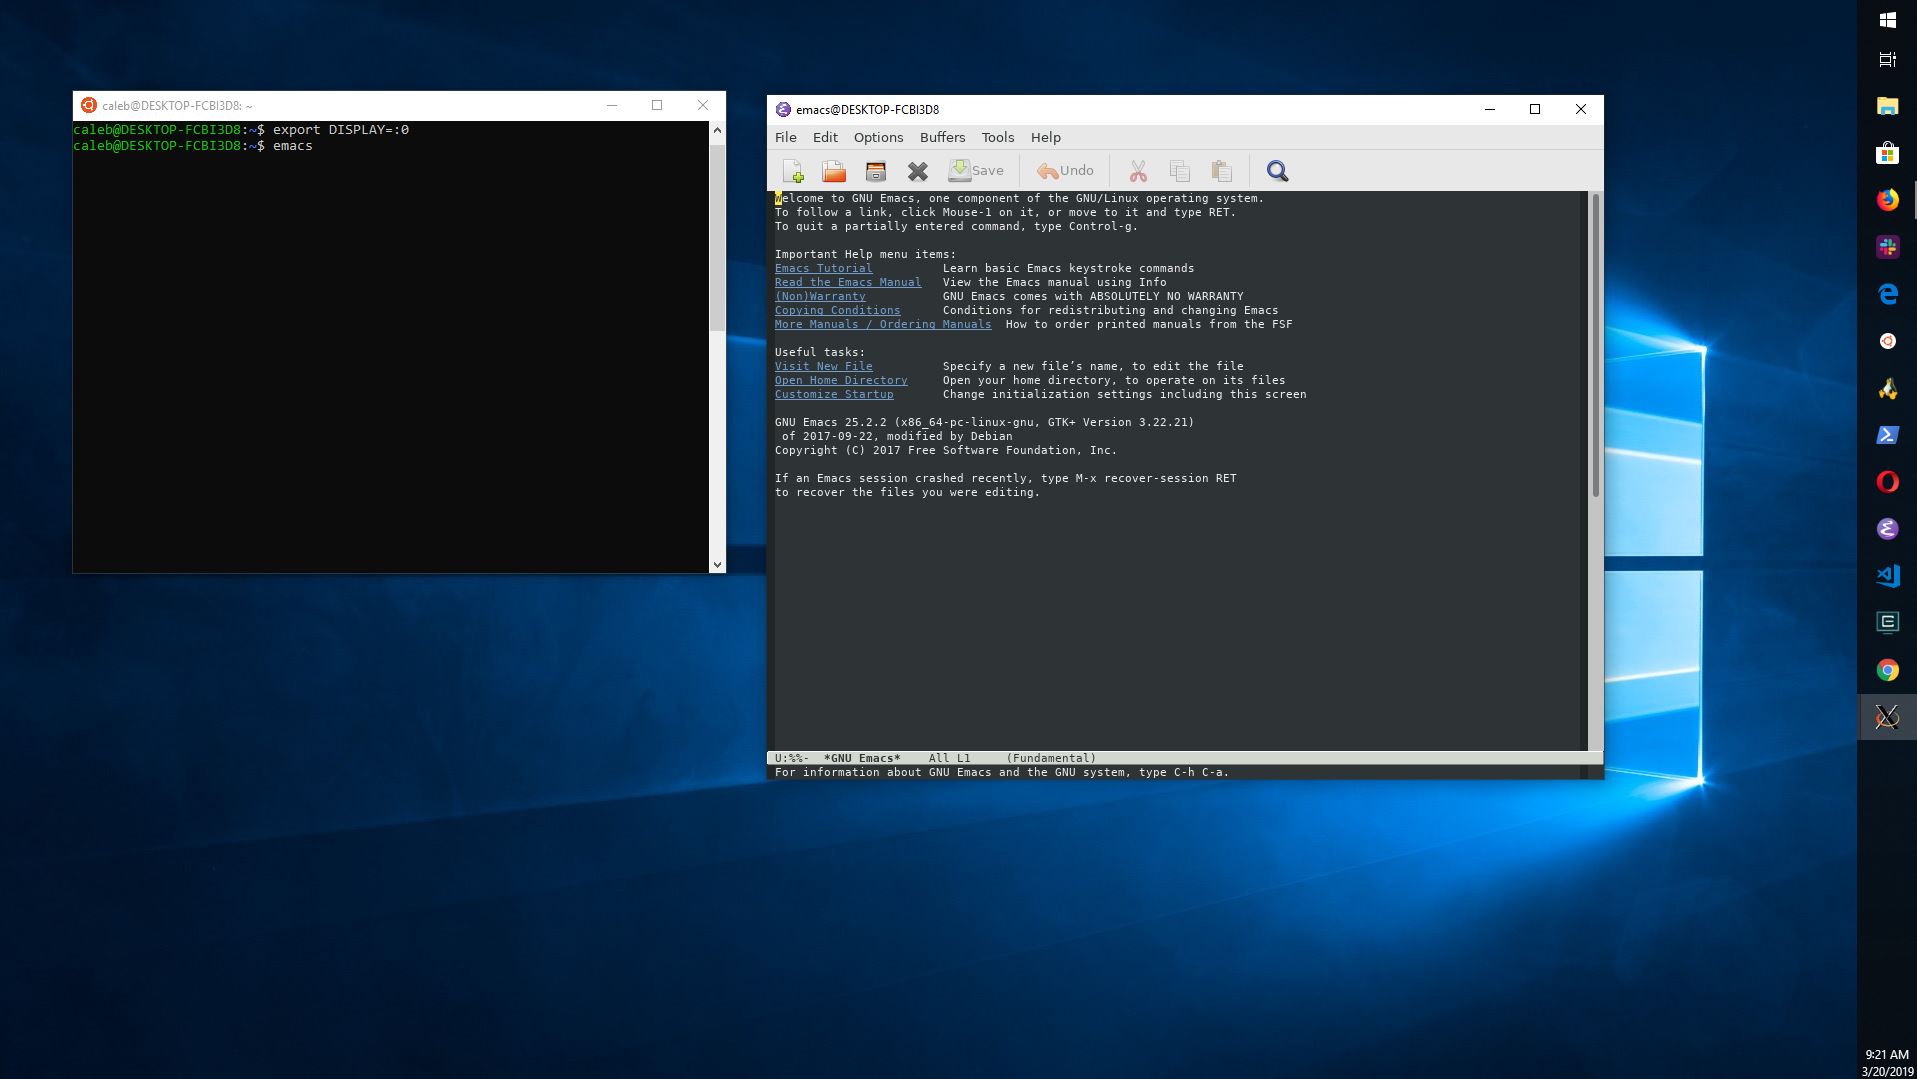 caleb@DESKTOP-FCBI3D8: ~
caleb@DESKTOP-FCBI3D8:~$ export DISPLAY=:0
caleb@DESKTOP-FCBI3D8:~$ emacs
emacs@DESKTOP-FCBI3D8
File Edit Options Buffers Tools Help
Save Undo
Welcome to GNU Emacs, one component of the GNU/Linux operating system.
To follow a link, click Mouse-1 on it, or move to it and type RET.
To quit a partially entered command, type Control-g.
Important Help menu items:
Emacs Tutorial Learn basic Emacs keystroke commands
Read the Emacs Manual View the Emacs manual using Info
(Non)Warranty GNU Emacs comes with ABSOLUTELY NO WARRANTY
Copying Conditions Conditions for redistributing and changing Emacs
More Manuals / Ordering Manuals How to order printed manuals from the FSF
Useful tasks:
Visit New File Specify a new file’s name, to edit the file
Open Home Directory Open your home directory, to operate on its files
Customize Startup Change initialization settings including this screen
GNU Emacs 25.2.2 (x86_64-pc-linux-gnu, GTK+ Version 3.22.21)
of 2017-09-22, modified by Debian
Copyright (C) 2017 Free Software Foundation, Inc.
If an Emacs session crashed recently, type M-x recover-session RET
to recover the files you were editing.
U:%%- *GNU Emacs* All L1 (Fundamental)
For information about GNU Emacs and the GNU system, type C-h C-a.
9:21 AM
3/20/2019